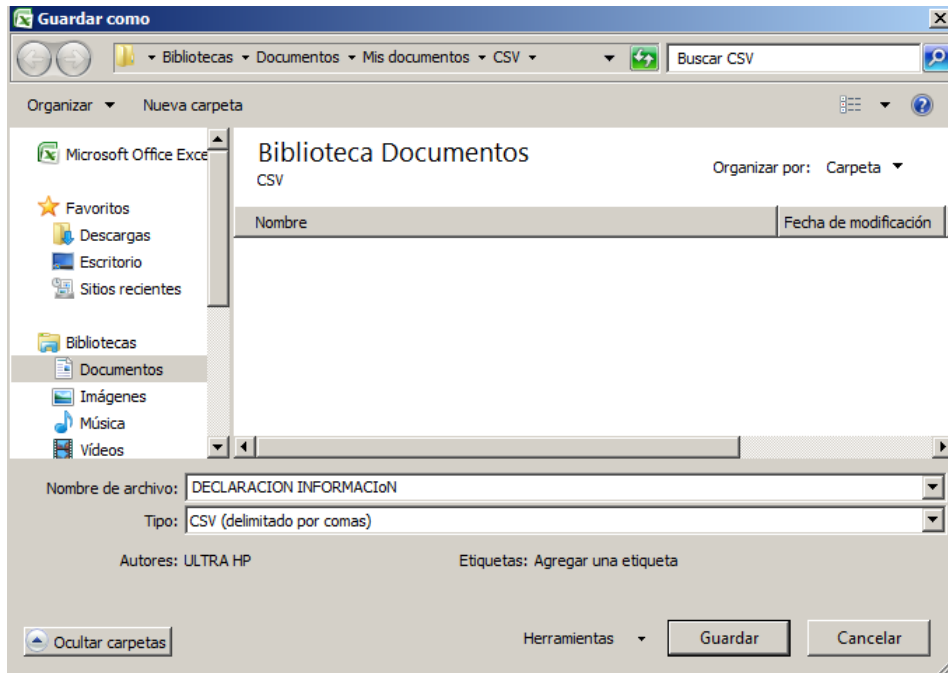 Guardar como
Bibliotecas Documentos Mis documentos CSV Buscar CSV
Organizar Nueva carpeta
Microsoft Office Exce
Favoritos
Descargas
Escritorio
Sitios recientes
Bibliotecas
Documentos
Imágenes
Música
Vídeos
Biblioteca Documentos
CSV
Organizar por: Carpeta
Nombre Fecha de modificación
Nombre de archivo: DECLARACION INFORMACIoN
Tipo: CSV (delimitado por comas)
Autores: ULTRA HP Etiquetas: Agregar una etiqueta
Ocultar carpetas Herramientas Guardar Cancelar